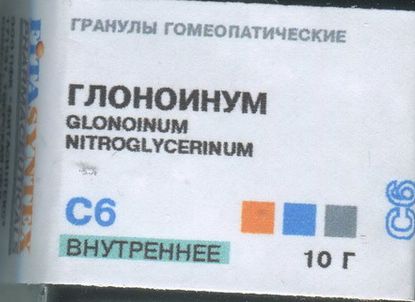 ГРАНУЛЫ ГОМЕОПАТИЧЕСКИЕ
ГЛОНОИНУМ
GLONOINUM
NITROGLYCERINUM
C6
ВНУТРЕННЕЕ
10 Г
C6